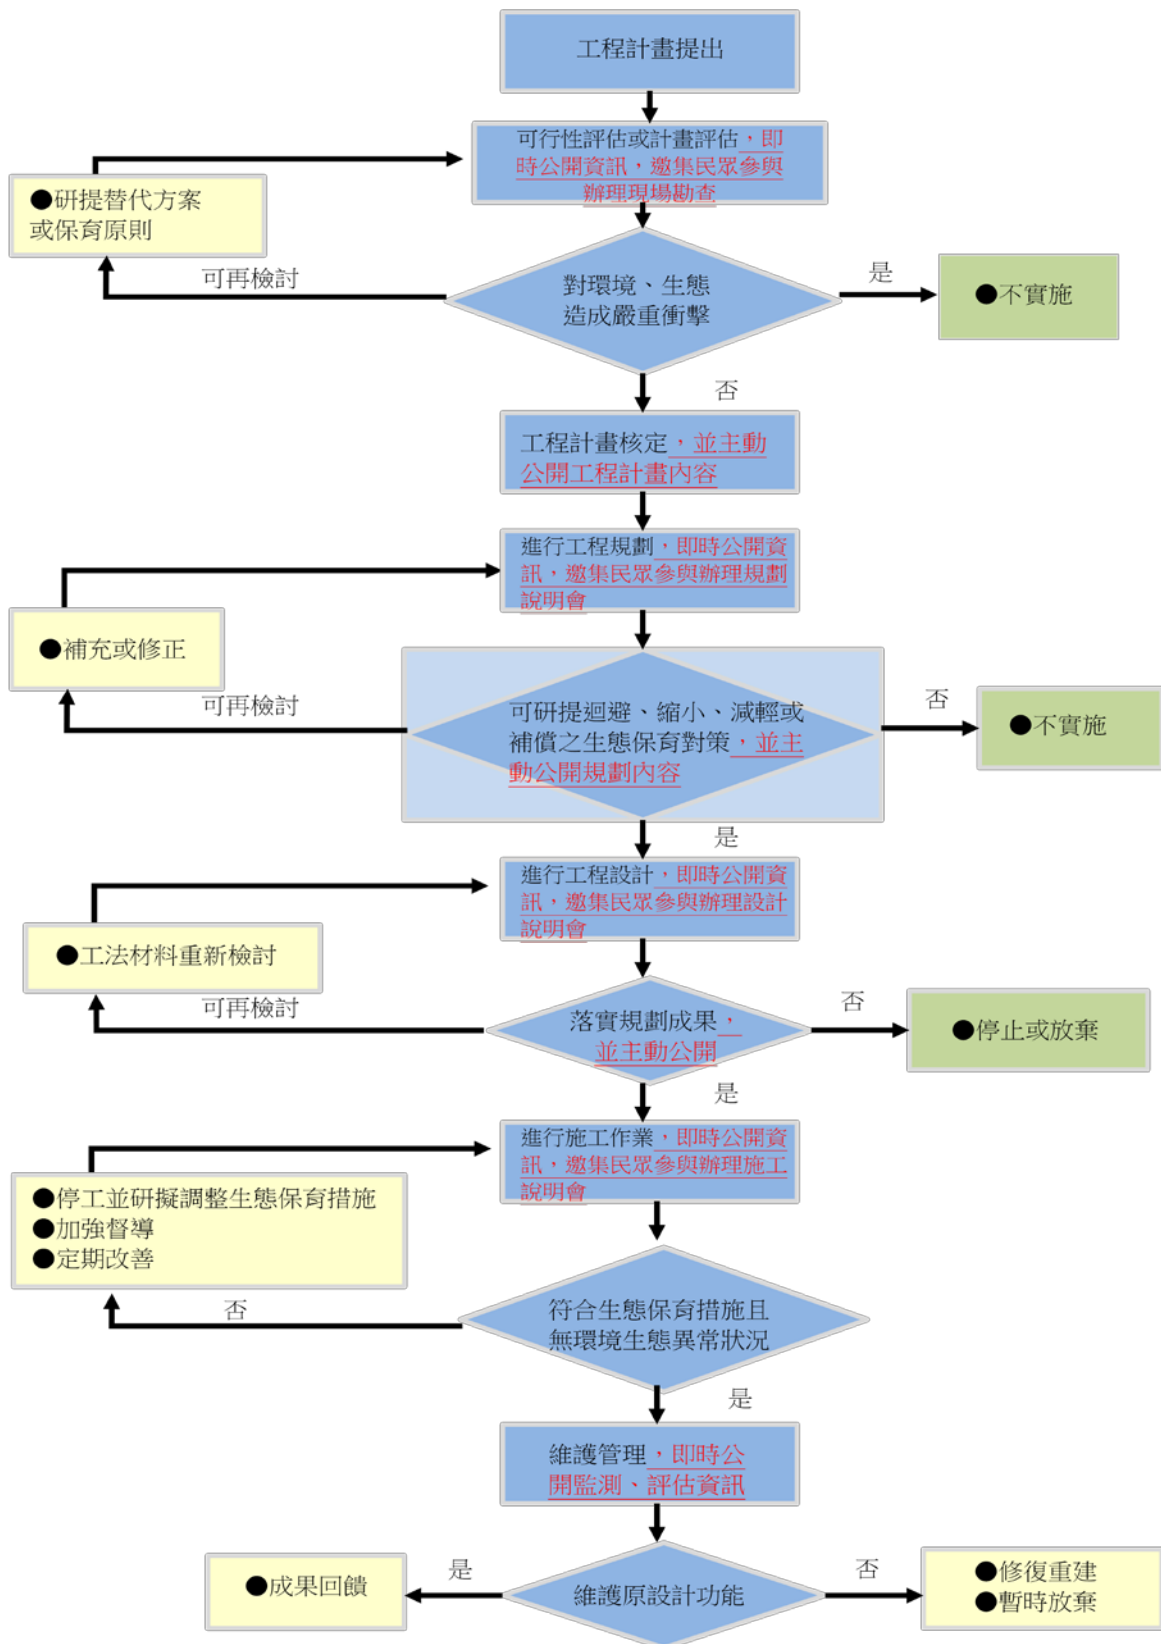 工程計畫提出
可行性評估或計畫評估，即
時公開資訊，邀集民眾參與
辦理現場勘查
●研提替代方案
或保育原則
可再檢討
對環境、生態
造成嚴重衝擊
是
●不實施
否
工程計畫核定，並主動
公開工程計畫內容
進行工程規劃，即時公開資
訊，邀集民眾參與辦理規劃
說明會
●補充或修正
可再檢討
可研提迴避、縮小、減輕或
補償之生態保育對策，並主
動公開規劃內容
否
●不實施
是
進行工程設計，即時公開資
訊，邀集民眾參與辦理設計
說明會
●工法材料重新檢討
可再檢討
落實規劃成果，
並主動公開
否
●停止或放棄
是
進行施工作業，即時公開資
訊，邀集民眾參與辦理施工
說明會
●停工並研擬調整生態保育措施
●加強督導
●定期改善
否
符合生態保育措施且
無環境生態異常狀況
是
維護管理，即時公
開監測、評估資訊
●成果回饋
是
維護原設計功能
否
●修復重建
●暫時放棄